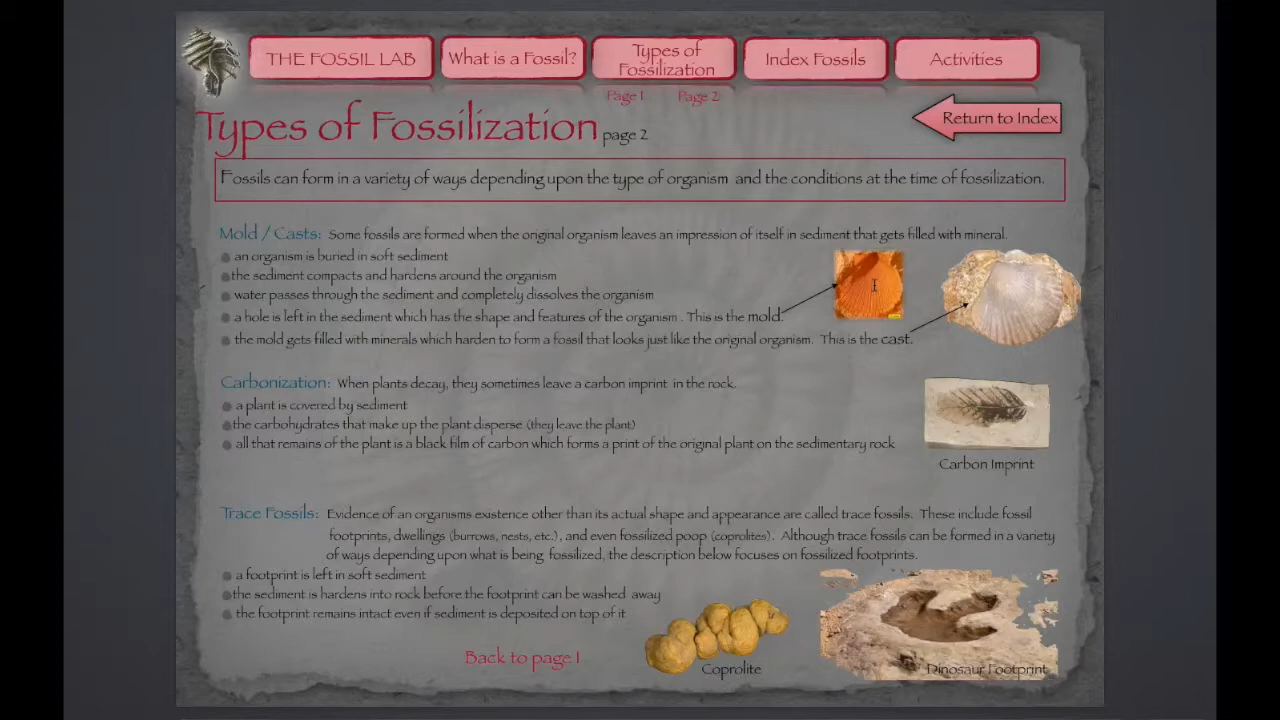 THE FOSSIL LAB
What is a Fossil?
Types of
Fossilization
Index Fossils
Activities
Page 1
Page 2
Return to Index
Types of Fossilization page 2
Fossils can form in a variety of ways depending upon the type of organism and the conditions at the time of fossilization.
Mold / Casts: Some fossils are formed when the original organism leaves an impression of itself in sediment that gets filled with mineral.
an organism is buried in soft sediment
the sediment compacts and hardens around the organism
water passes through the sediment and completely dissolves the organism
a hole is left in the sediment which has the shape and features of the organism . This is the mold.
the mold gets filled with minerals which harden to form a fossil that looks just like the original organism. This is the cast.
Carbonization: When plants decay, they sometimes leave a carbon imprint in the rock.
a plant is covered by sediment
the carbohydrates that make up the plant disperse (they leave the plant)
all that remains of the plant is a black film of carbon which forms a print of the original plant on the sedimentary rock
Carbon Imprint
Trace Fossils: Evidence of an organisms existence other than its actual shape and appearance are called trace fossils. These include fossil
footprints, dwellings (burrows, nests, etc.), and even fossilized poop (coprolites). Although trace fossils can be formed in a variety
of ways depending upon what is being fossilized, the description below focuses on fossilized footprints.
a footprint is left in soft sediment
the sediment is hardens into rock before the footprint can be washed away
the footprint remains intact even if sediment is deposited on top of it
Back to page 1
Coprolite
Dinosaur Footprint